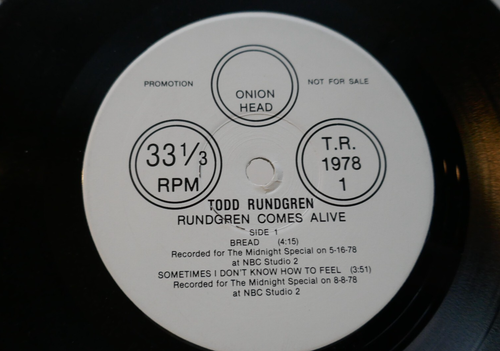 PROMOTION
NOT FOR SALE
ONION
HEAD
33 1/3
RPM
T.R.
1978
1
TODD RUNDGREN
RUNDGREN COMES ALIVE
SIDE 1
BREAD (4:15)
Recorded for The Midnight Special on 5-16-78
at NBC Studio 2
SOMETIMES I DON'T KNOW HOW TO FEEL (3:51)
Recorded for The Midnight Special on 8-8-78
at NBC Studio 2